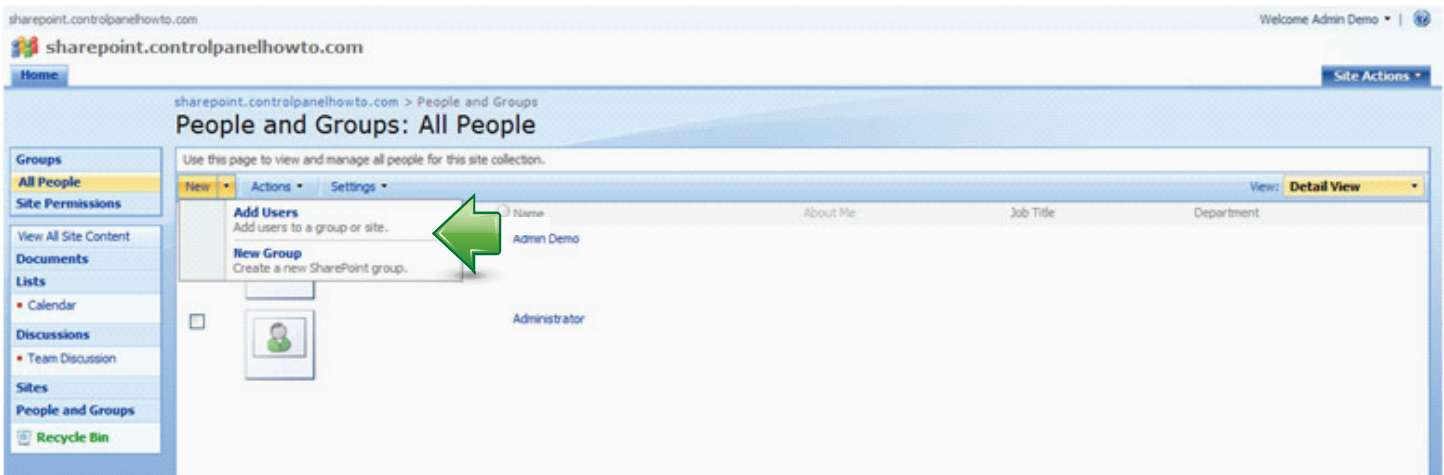 sharepoint.controlpanelhowto.com
Welcome Admin Demo
sharepoint.controlpanelhowto.com
Home
Site Actions
sharepoint.controlpanelhowto.com > People and Groups
People and Groups: All People
Groups
All People
Site Permissions
View All Site Content
Documents
Lists
Calendar
Discussions
Team Discussion
Sites
People and Groups
Recycle Bin
Use this page to view and manage all people for this site collection.
New Actions Settings View: Detail View
Name About Me Job Title Department
Add Users
Add users to a group or site.
New Group
Create a new SharePoint group.
Admin Demo
Administrator